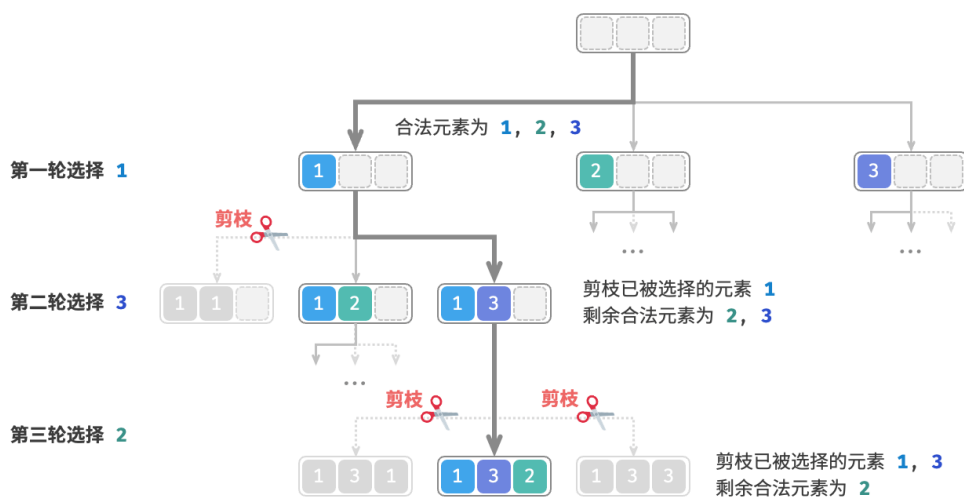 合法元素为 1, 2, 3
第一轮选择 1
1
2
3
剪枝
...
...
第二轮选择 3
1 1
1 2
1 3
剪枝已被选择的元素 1
剩余合法元素为 2, 3
...
剪枝
剪枝
第三轮选择 2
1 3 1
1 3 2
1 3 3
剪枝已被选择的元素 1, 3
剩余合法元素为 2